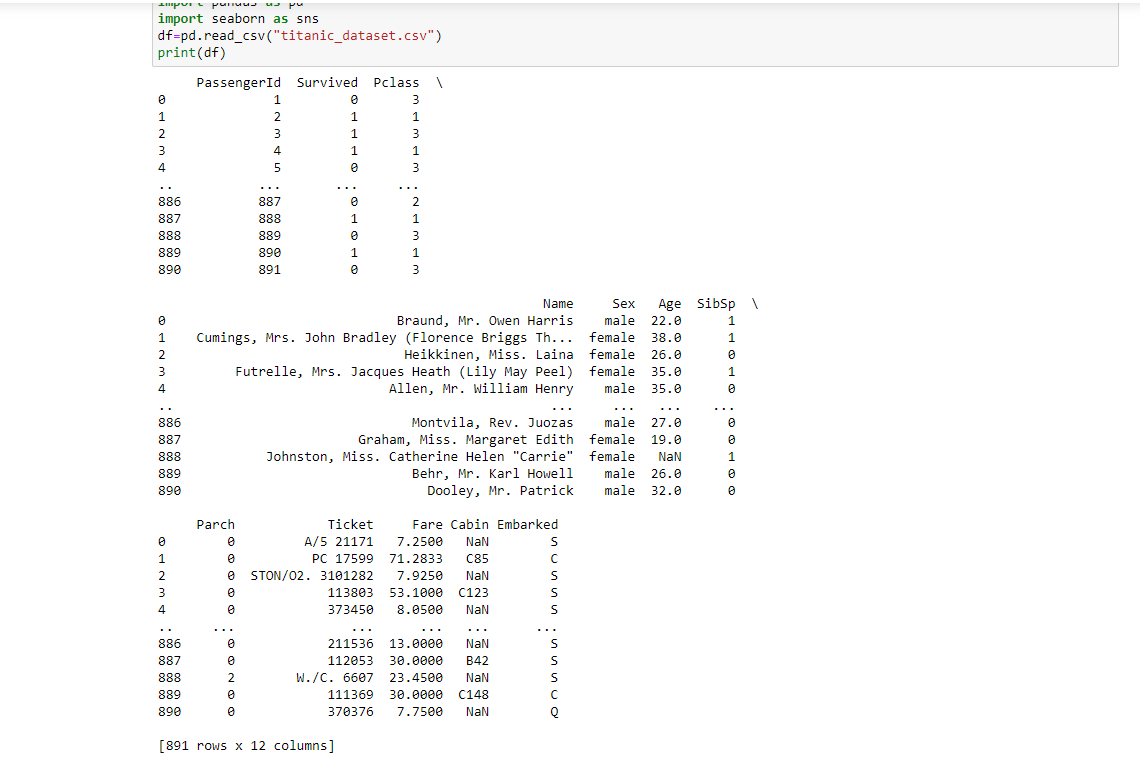 import pandas as pd
import seaborn as sns
df=pd.read_csv("titanic_dataset.csv")
print(df)
     PassengerId  Survived  Pclass  \
0              1         0       3
1              2         1       1
2              3         1       3
3              4         1       1
4              5         0       3
..           ...       ...     ...
886          887         0       2
887          888         1       1
888          889         0       3
889          890         1       1
890          891         0       3
                                                  Name     Sex   Age  SibSp  \
0                              Braund, Mr. Owen Harris    male  22.0      1
1    Cumings, Mrs. John Bradley (Florence Briggs Th...  female  38.0      1
2                               Heikkinen, Miss. Laina  female  26.0      0
3         Futrelle, Mrs. Jacques Heath (Lily May Peel)  female  35.0      1
4                             Allen, Mr. William Henry    male  35.0      0
..                                                 ...     ...   ...    ...
886                              Montvila, Rev. Juozas    male  27.0      0
887                       Graham, Miss. Margaret Edith  female  19.0      0
888           Johnston, Miss. Catherine Helen "Carrie"  female   NaN      1
889                              Behr, Mr. Karl Howell    male  26.0      0
890                                Dooley, Mr. Patrick    male  32.0      0
     Parch            Ticket     Fare Cabin Embarked
0        0         A/5 21171   7.2500   NaN        S
1        0          PC 17599  71.2833   C85        C
2        0  STON/O2. 3101282   7.9250   NaN        S
3        0            113803  53.1000  C123        S
4        0            373450   8.0500   NaN        S
..     ...               ...      ...   ...      ...
886      0            211536  13.0000   NaN        S
887      0            112053  30.0000   B42        S
888      2        W./C. 6607  23.4500   NaN        S
889      0            111369  30.0000  C148        C
890      0            370376   7.7500   NaN        Q
[891 rows x 12 columns]